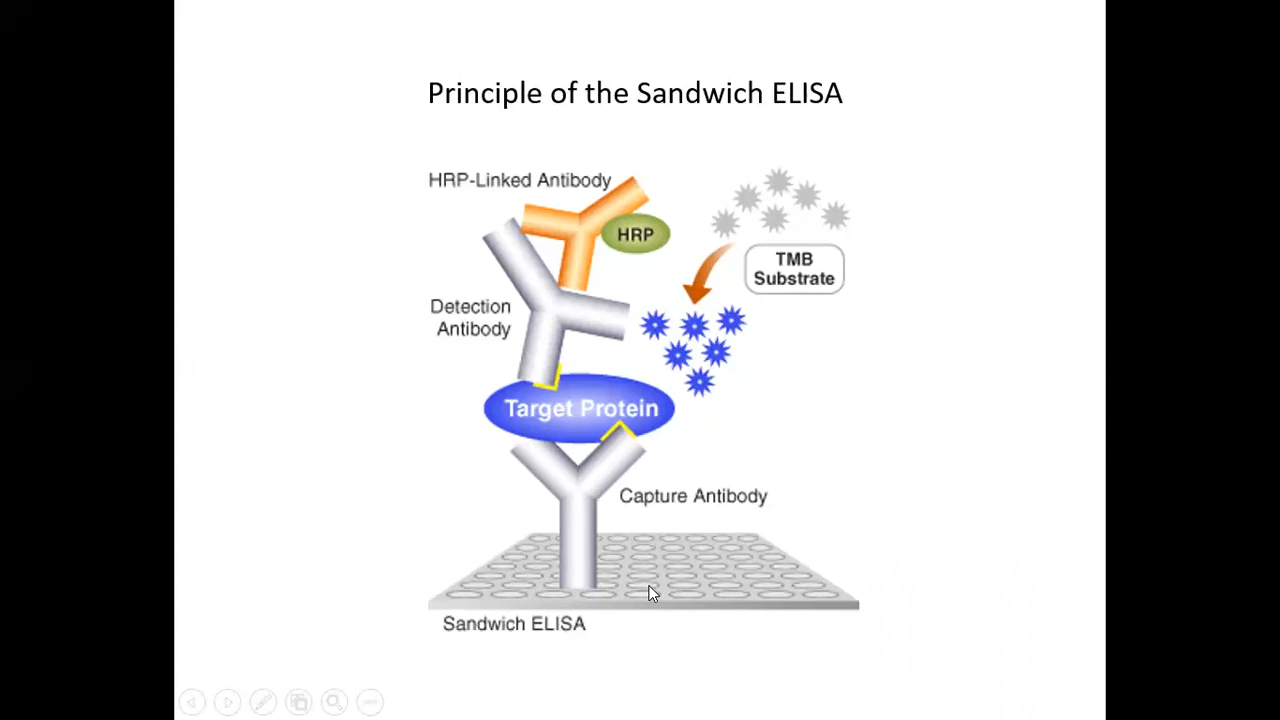 Principle of the Sandwich ELISA
HRP-Linked Antibody
HRP
TMB
Substrate
Detection
Antibody
Target Protein
Capture Antibody
Sandwich ELISA